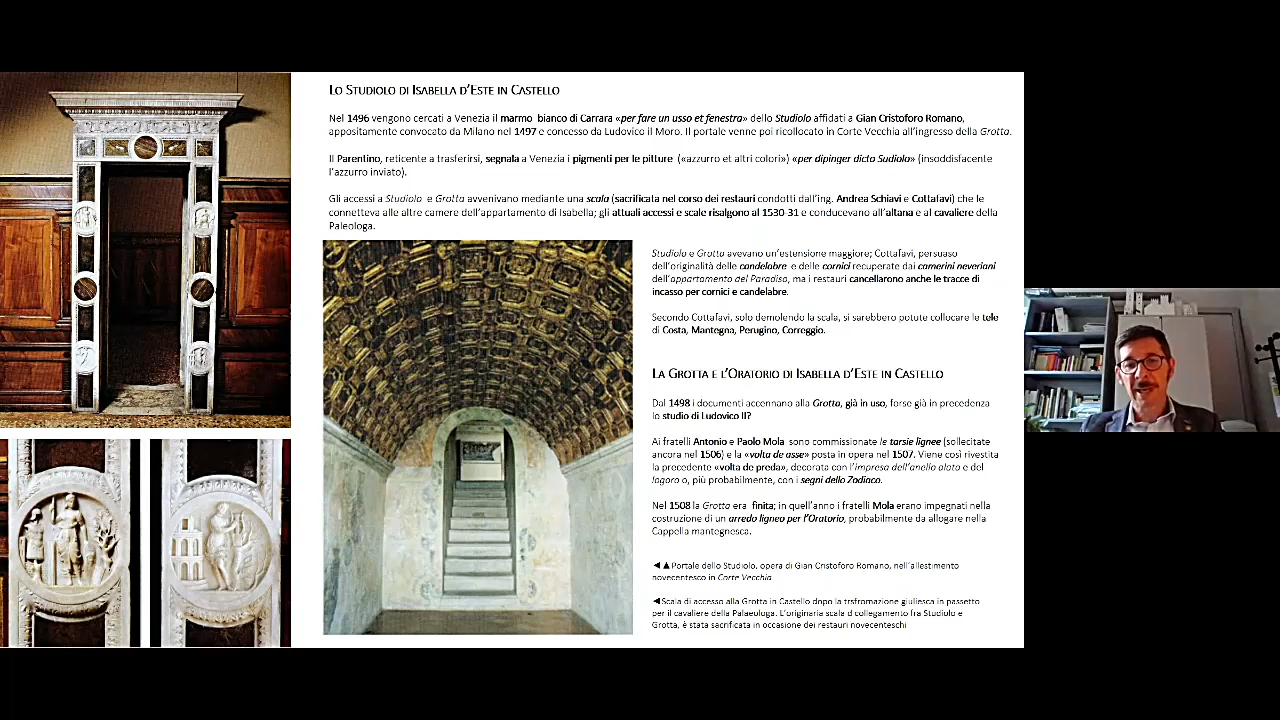 LO STUDIOLO DI ISABELLA D'ESTE IN CASTELLO
Nel 1496 vengono cercati a Venezia il marmo bianco di Carrara «per fare un usso et fenestra» dello Studiolo affidati a Gian Cristoforo Romano,
appositamente convocato da Milano nel 1497 e concesso da Ludovico il Moro. Il portale venne poi ricollocato in Corte Vecchia all'ingresso della Grotta.
Il Parentino, reticente a trasferirsi, segnala a Venezia i pigmenti per le pitture («azzurro et altri colori per dipinger dicto Sudiolo» (insoddisfacente
l'azzurro inviato).
Gli accessi a Studiolo e Grotta avvenivano mediante una scala (sacrificata nel corso dei restauri condotti dall'ing. Andrea Schiavi e Cottafavi) che le
connetteva alle altre camere dell'appartamento di Isabella; gli attuali accessi e scale risalgono al 1530-31 e conducevano all'altana e al cavaliere della
Paleologa.
Studiolo e Grotta avevano un'estensione maggiore; Cottafavi, persuaso
dell'originalità delle candelabre e delle cornici recuperate dai camerini neveriani
dell'appartamento del Paradiso, ma i restauri cancellarono anche le tracce di
incasso per cornici e candelabre.
Secondo Cottafavi, solo demolendo la scala, si sarebbero potute collocare le tele
di Costa, Mantegna, Perugino, Correggio.
LA GROTTA E L'ORATORIO DI ISABELLA D'ESTE IN CASTELLO
Dal 1498 i documenti accennano alla Grotta, già in uso, forse già in precedenza
lo studio di Ludovico II?
Ai fratelli Antonio e Paolo Mola sono commissionate le tarsie lignee (sollecitate
ancora nel 1506) e la «volta de asse» posta in opera nel 1507. Viene così rivestita
la precedente «volta de preda», decorata con l'impresa dell'anello alato e del
lagoro o, più probabilmente, con i segni dello Zodiaco.
Nel 1508 la Grotta era finita; in quell'anno i fratelli Mola erano impegnati nella
costruzione di un arredo ligneo per l'Oratorio, probabilmente da allogare nella
Cappella mantegnesca.
◄▲Portale dello Studiolo, opera di Gian Cristoforo Romano, nell'allestimento
novecentesco in Corte Vecchia
◄Scala di accesso alla Grotta in Castello dopo la trsfromazione giuliesca in passetto
per il cavaliere della Palaeologa. L'originaria scala d collegamento fra Studiolo e
Grotta, è stata sacrificata in occasione dei restauri novecenteschi